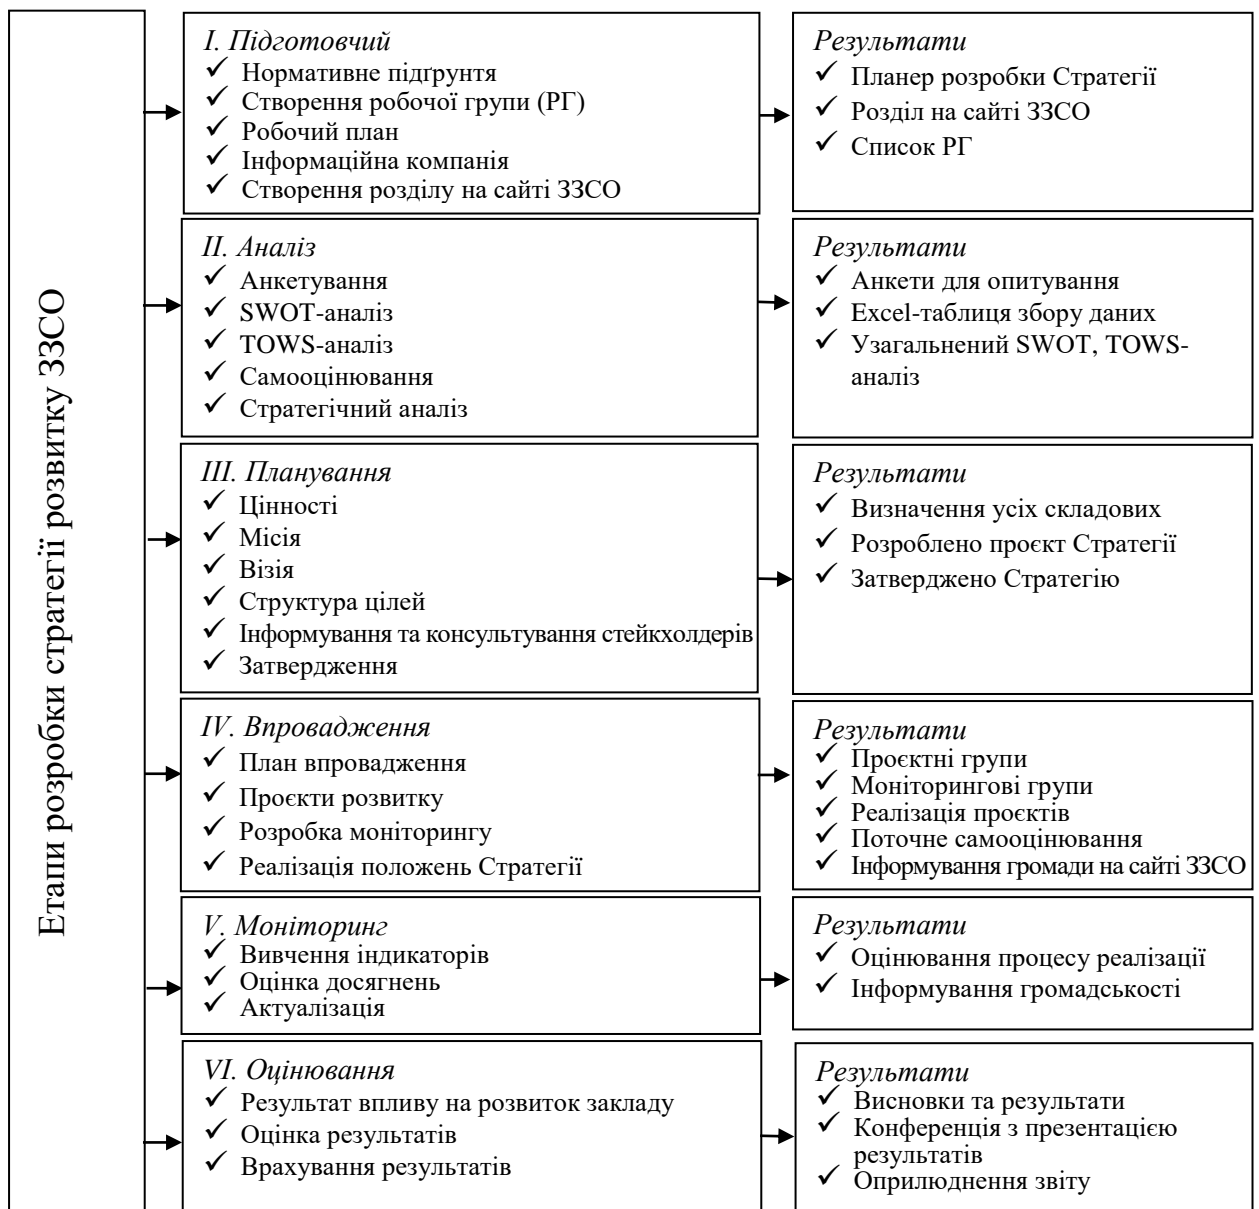 Етапи розробки стратегії розвитку ЗЗСО
І. Підготовчий
✓ Нормативне підґрунтя
✓ Створення робочої групи (РГ)
✓ Робочий план
✓ Інформаційна компанія
✓ Створення розділу на сайті ЗЗСО
Результати
✓ Планер розробки Стратегії
✓ Розділ на сайті ЗЗСО
✓ Список РГ
ІІ. Аналіз
✓ Анкетування
✓ SWOT-аналіз
✓ TOWS-аналіз
✓ Самооцінювання
✓ Стратегічний аналіз
Результати
✓ Анкети для опитування
✓ Excel-таблиця збору даних
✓ Узагальнений SWOT, TOWS-
аналіз
ІІІ. Планування
✓ Цінності
✓ Місія
✓ Візія
✓ Структура цілей
✓ Інформування та консультування стейкхолдерів
✓ Затвердження
Результати
✓ Визначення усіх складових
✓ Розроблено проєкт Стратегії
✓ Затверджено Стратегію
IV. Впровадження
✓ План впровадження
✓ Проєкти розвитку
✓ Розробка моніторингу
✓ Реалізація положень Стратегії
Результати
✓ Проєктні групи
✓ Моніторингові групи
✓ Реалізація проєктів
✓ Поточне самооцінювання
✓ Інформування громади на сайті ЗЗСО
V. Моніторинг
✓ Вивчення індикаторів
✓ Оцінка досягнень
✓ Актуалізація
Результати
✓ Оцінювання процесу реалізації
✓ Інформування громадськості
VI. Оцінювання
✓ Результат впливу на розвиток закладу
✓ Оцінка результатів
✓ Врахування результатів
Результати
✓ Висновки та результати
✓ Конференція з презентацією
результатів
✓ Оприлюднення звіту